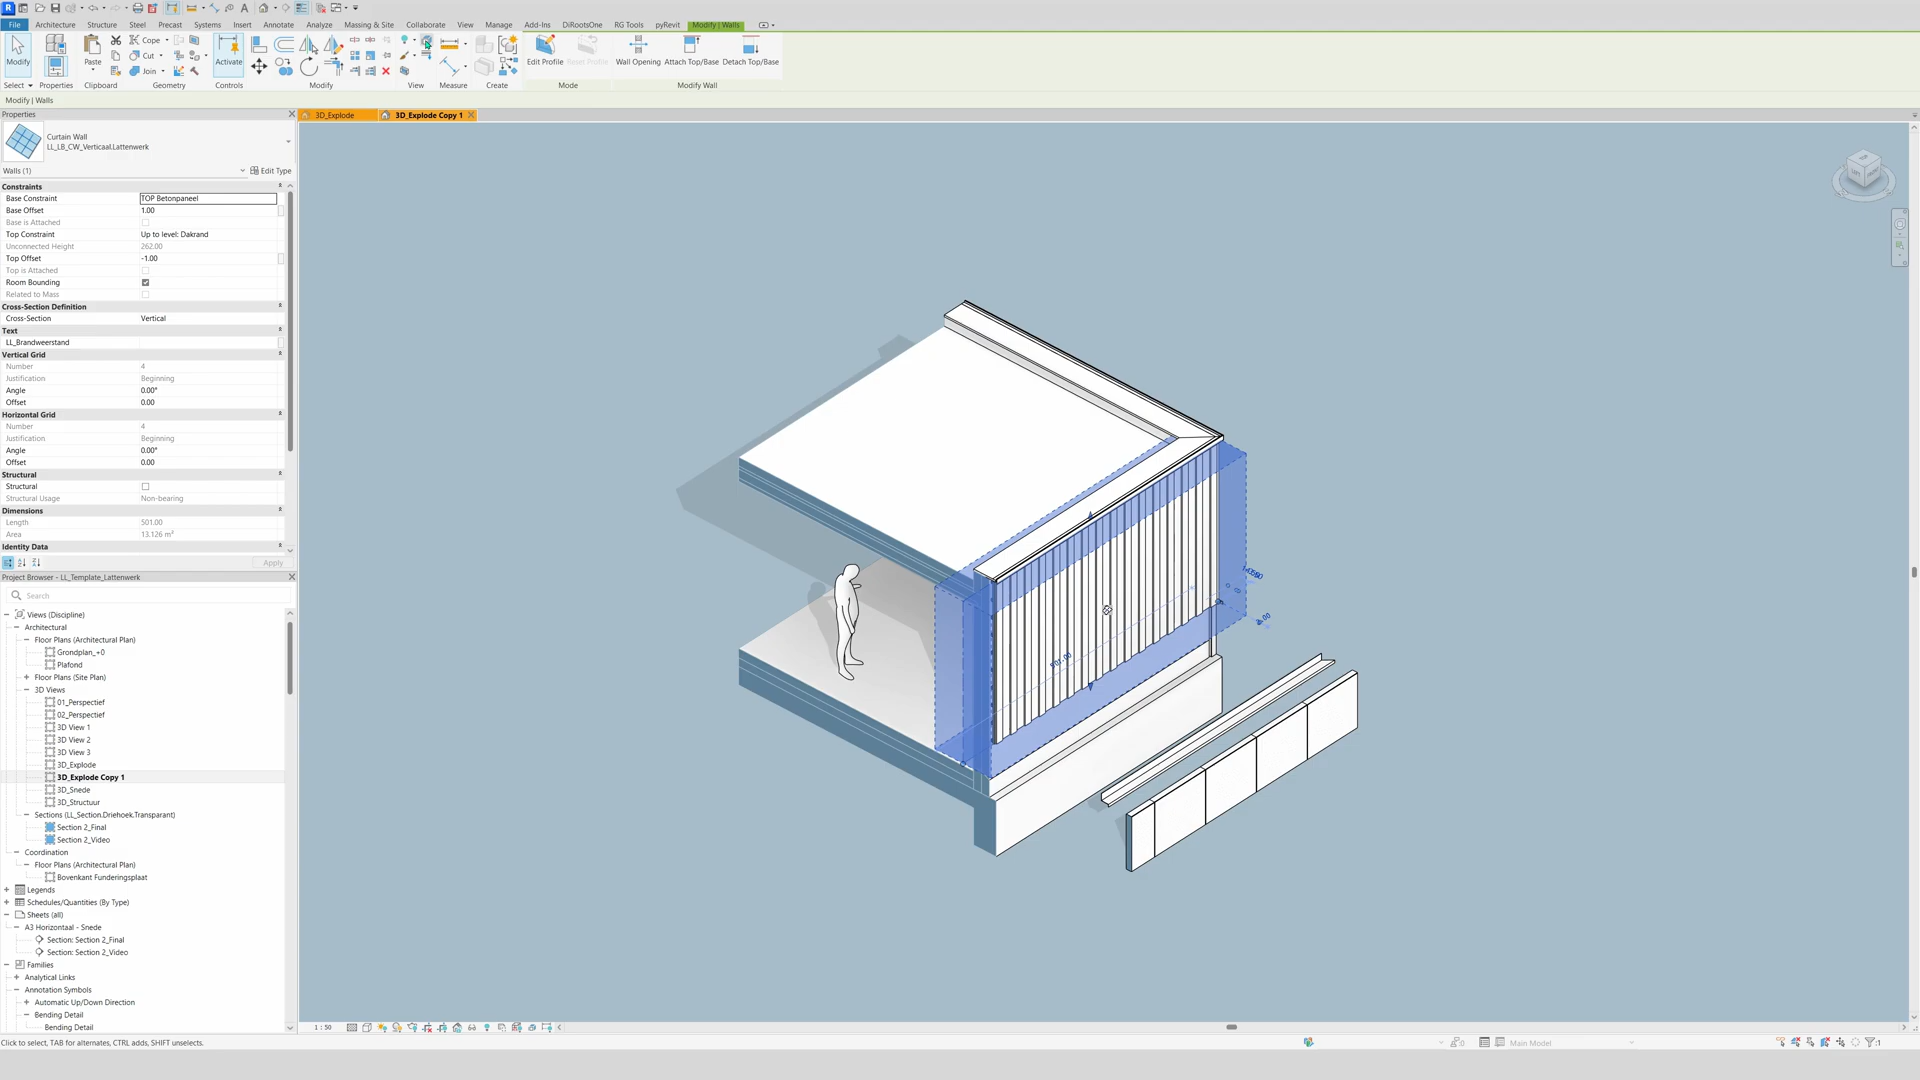 File Architecture Structure Steel Precast Systems Insert Annotate Analyze Massing & Site Collaborate View Manage Add-Ins DiRootsOne RG Tools pyRevit Modify | Walls
Modify Paste Cope Cut Join Activate Edit Profile Reset Profile Wall Opening Attach Top/Base Detach Top/Base
Select Properties Clipboard Geometry Controls Modify View Measure Create Mode Modify Wall
Modify | Walls
Properties
3D_Explode
3D_Explode Copy 1
Curtain Wall
LL_LB_CW_Verticaal.Lattenwerk
Walls (1)
Edit Type
Constraints
Base Constraint TOP Betonpaneel
Base Offset 1.00
Base is Attached
Top Constraint Up to level: Dakrand
Unconnected Height 262.00
Top Offset -1.00
Top is Attached
Room Bounding
Related to Mass
Cross-Section Definition
Cross-Section Vertical
Text
LL_Brandweerstand
Vertical Grid
Number 4
Justification Beginning
Angle 0.00°
Offset 0.00
Horizontal Grid
Number 4
Justification Beginning
Angle 0.00°
Offset 0.00
Structural
Structural
Structural Usage Non-bearing
Dimensions
Length 501.00
Area 13.126 m²
Identity Data
Apply
Project Browser - LL_Template_Lattenwerk
Search
Views (Discipline)
Architectural
Floor Plans (Architectural Plan)
Grondplan_+0
Plafond
Floor Plans (Site Plan)
3D Views
01_Perspectief
02_Perspectief
3D View 1
3D View 2
3D View 3
3D_Explode
3D_Explode Copy 1
3D_Snede
3D_Structuur
Sections (LL_Section.Driehoek.Transparant)
Section 2_Final
Section 2_Video
Coordination
Floor Plans (Architectural Plan)
Bovenkant Funderingsplaat
Legends
Schedules/Quantities (By Type)
Sheets (all)
A3 Horizontaal - Snede
Section: Section 2_Final
Section: Section 2_Video
Families
Analytical Links
Annotation Symbols
Automatic Up/Down Direction
Bending Detail
Bending Detail
501.00
1 : 50
Click to select, TAB for alternates, CTRL adds, SHIFT unselects.
:0
Main Model
:1